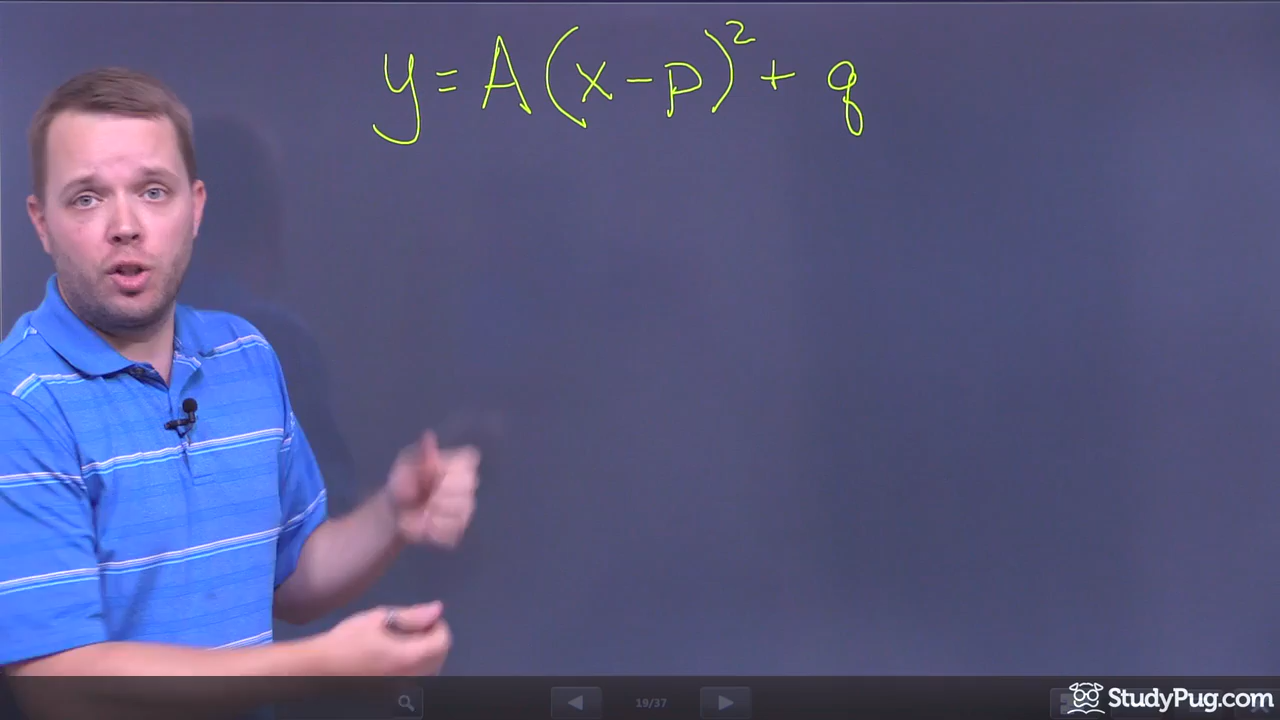 y = A(x - p)² + q
19/37
StudyPug.com